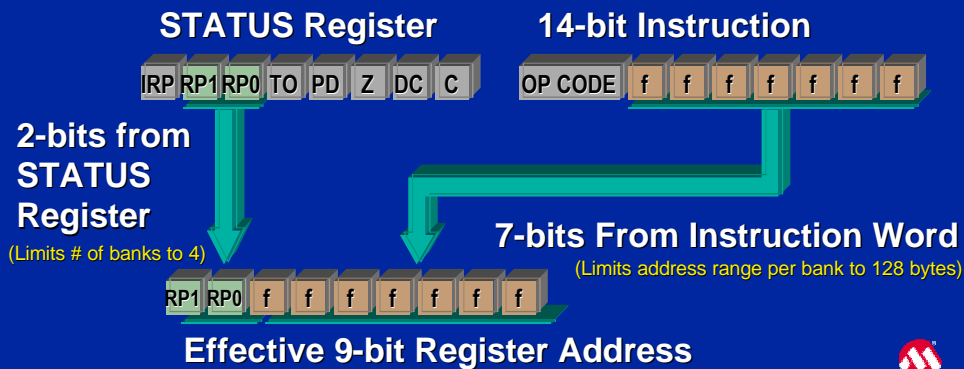 STATUS Register
14-bit Instruction
IRP RP1 RP0 TO PD Z DC C
OP CODE f f f f f f f
2-bits from
STATUS
Register
(Limits # of banks to 4)
7-bits From Instruction Word
(Limits address range per bank to 128 bytes)
RP1 RP0 f f f f f f f
Effective 9-bit Register Address